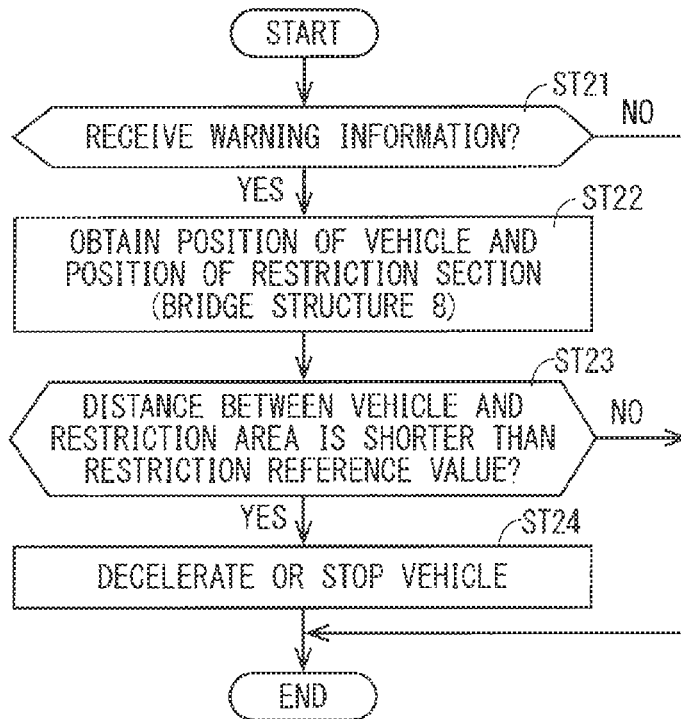 START
ST21
RECEIVE WARNING INFORMATION?
NO
YES
ST22
OBTAIN POSITION OF VEHICLE AND
POSITION OF RESTRICTION SECTION
(BRIDGE STRUCTURE 8)
ST23
DISTANCE BETWEEN VEHICLE AND
RESTRICTION AREA IS SHORTER THAN
RESTRICTION REFERENCE VALUE?
NO
YES
ST24
DECELERATE OR STOP VEHICLE
END